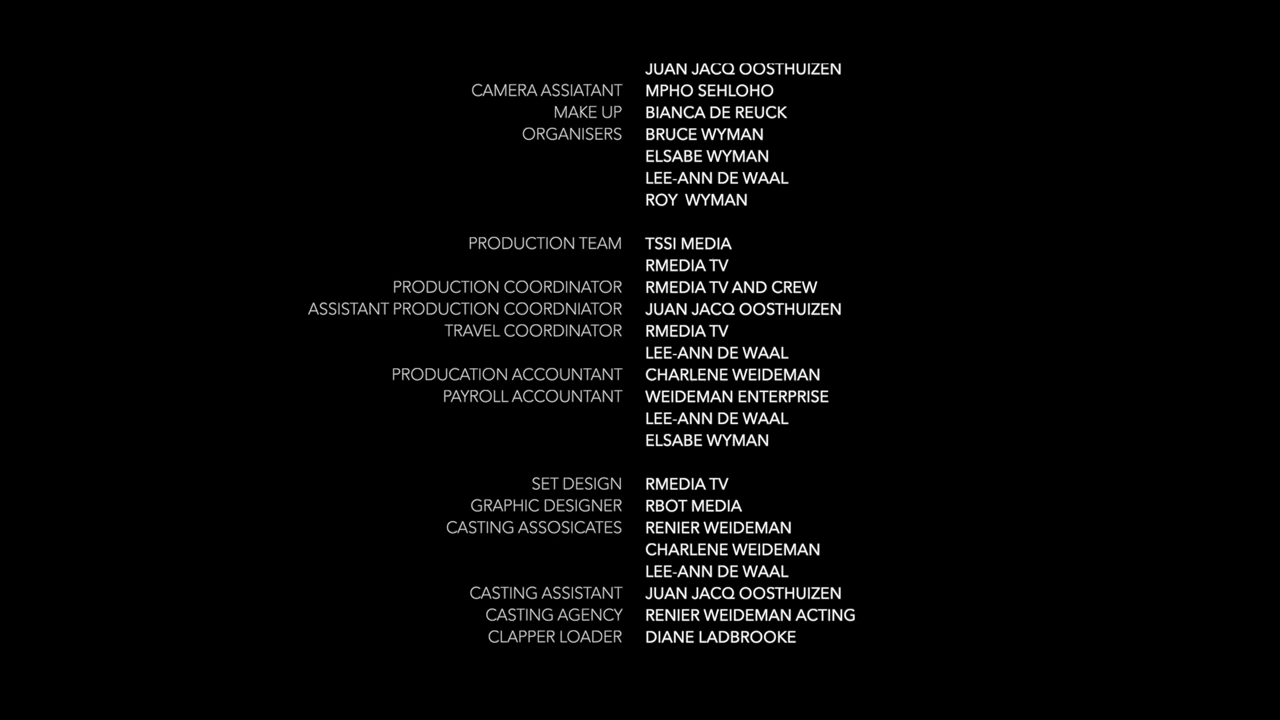 JUAN JACQ OOSTHUIZEN
CAMERA ASSIATANT MPHO SEHLOHO
MAKE UP BIANCA DE REUCK
ORGANISERS BRUCE WYMAN
ELSABE WYMAN
LEE-ANN DE WAAL
ROY WYMAN
PRODUCTION TEAM TSSI MEDIA
RMEDIA TV
PRODUCTION COORDINATOR RMEDIA TV AND CREW
ASSISTANT PRODUCTION COORDNIATOR JUAN JACQ OOSTHUIZEN
TRAVEL COORDINATOR RMEDIA TV
LEE-ANN DE WAAL
PRODUCATION ACCOUNTANT CHARLENE WEIDEMAN
PAYROLL ACCOUNTANT WEIDEMAN ENTERPRISE
LEE-ANN DE WAAL
ELSABE WYMAN
SET DESIGN RMEDIA TV
GRAPHIC DESIGNER RBOT MEDIA
CASTING ASSOSICATES RENIER WEIDEMAN
CHARLENE WEIDEMAN
LEE-ANN DE WAAL
CASTING ASSISTANT JUAN JACQ OOSTHUIZEN
CASTING AGENCY RENIER WEIDEMAN ACTING
CLAPPER LOADER DIANE LADBROOKE